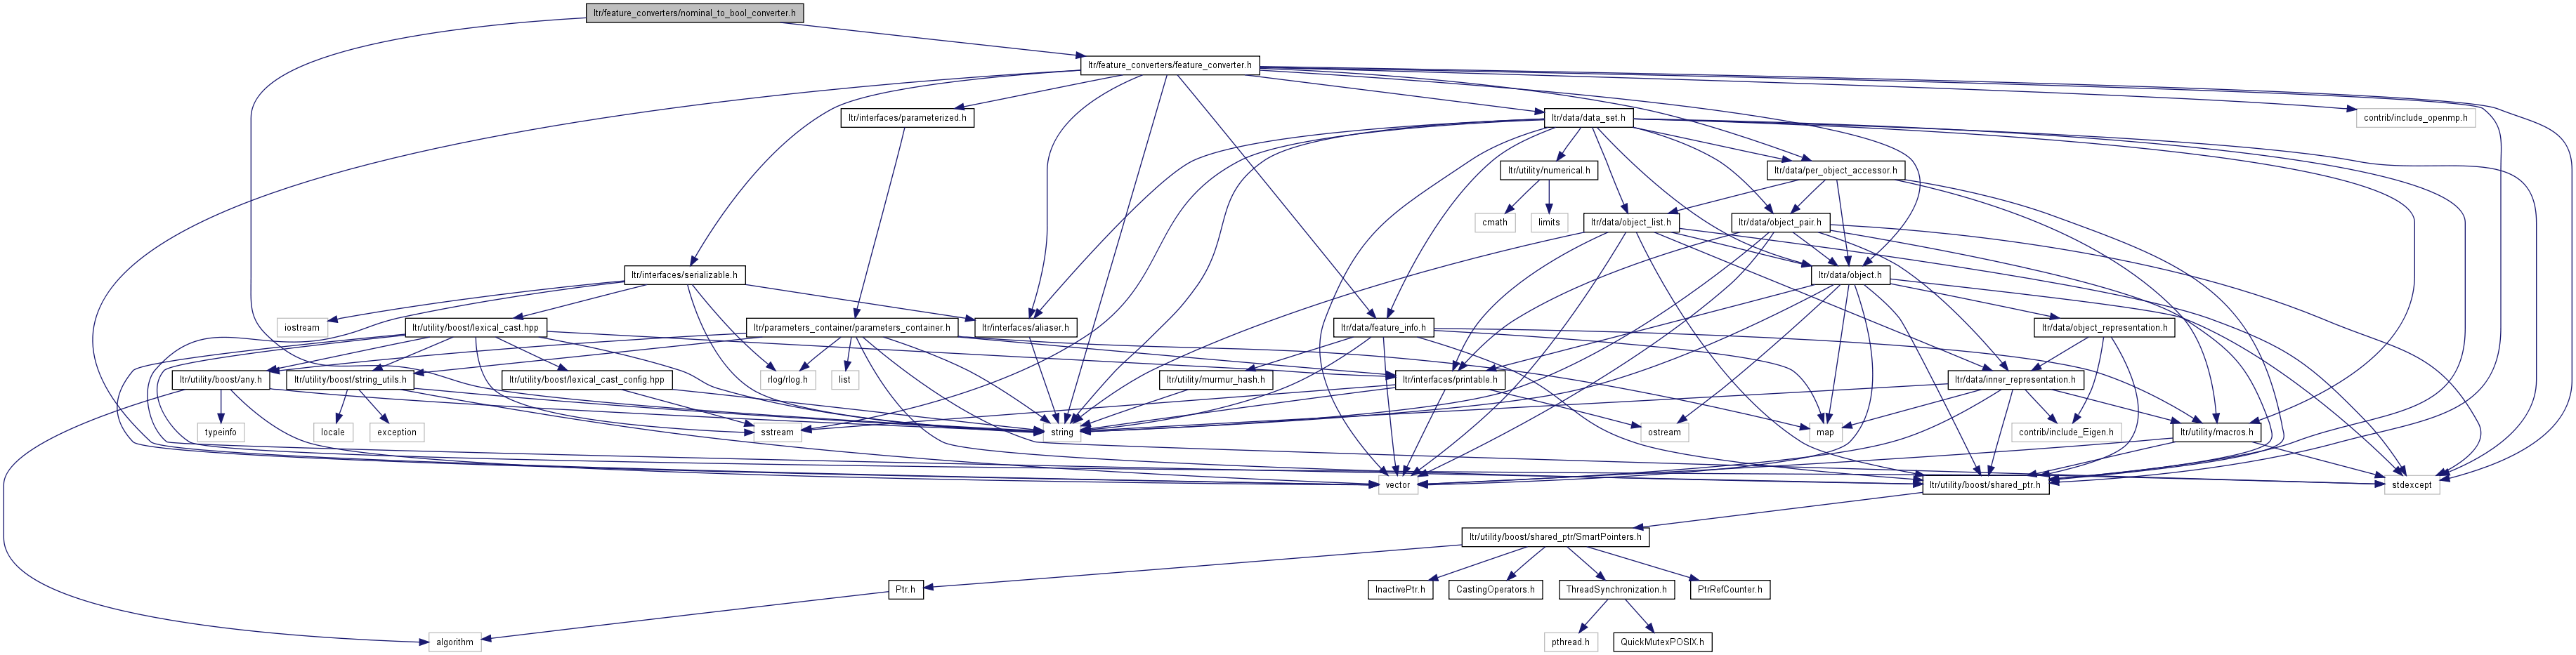 ltr/feature_converters/nominal_to_bool_converter.h
ltr/feature_converters/feature_converter.h
ltr/interfaces/parameterized.h
ltr/data/data_set.h
contrib/include_openmp.h
ltr/utility/numerical.h
ltr/data/per_object_accessor.h
cmath
limits
ltr/data/object_list.h
ltr/data/object_pair.h
ltr/interfaces/serializable.h
ltr/data/object.h
iostream
ltr/utility/boost/lexical_cast.hpp
ltr/parameters_container/parameters_container.h
ltr/interfaces/aliaser.h
ltr/data/feature_info.h
ltr/data/object_representation.h
ltr/utility/boost/any.h
ltr/utility/boost/string_utils.h
ltr/utility/boost/lexical_cast_config.hpp
rlog/rlog.h
list
ltr/utility/murmur_hash.h
ltr/interfaces/printable.h
ltr/data/inner_representation.h
typeinfo
locale
exception
sstream
string
ostream
map
contrib/include_Eigen.h
ltr/utility/macros.h
vector
ltr/utility/boost/shared_ptr.h
stdexcept
ltr/utility/boost/shared_ptr/SmartPointers.h
Ptr.h
InactivePtr.h
CastingOperators.h
ThreadSynchronization.h
PtrRefCounter.h
algorithm
pthread.h
QuickMutexPOSIX.h